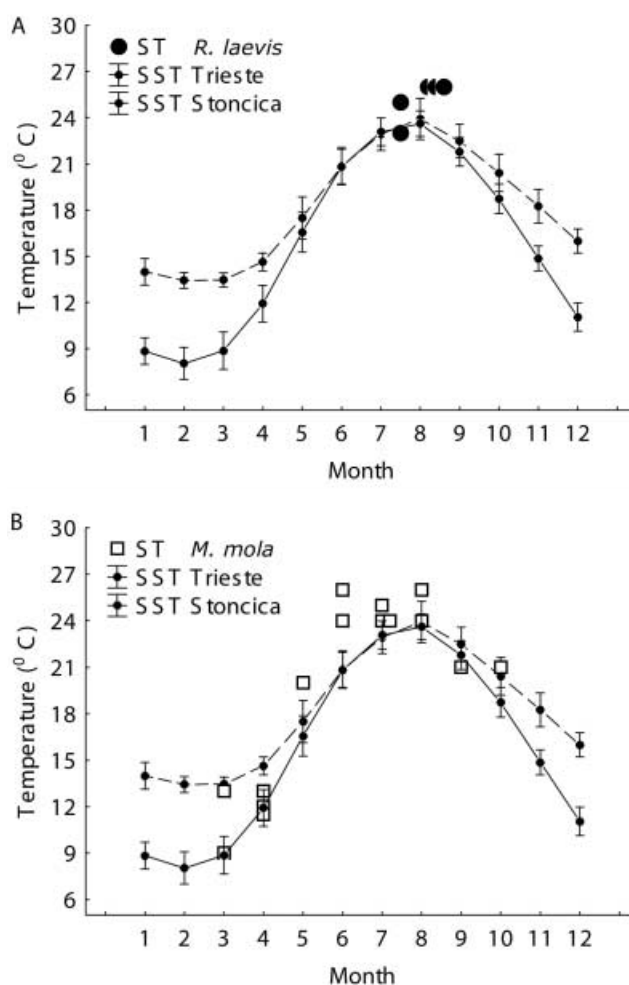 A
ST R. laevis
SST Trieste
SST Stoncica
30
27
24
21
18
15
12
9
6
Temperature (⁰ C)
1 2 3 4 5 6 7 8 9 10 11 12
Month
B
ST M. mola
SST Trieste
SST Stoncica
30
27
24
21
18
15
12
9
6
Temperature (⁰ C)
1 2 3 4 5 6 7 8 9 10 11 12
Month